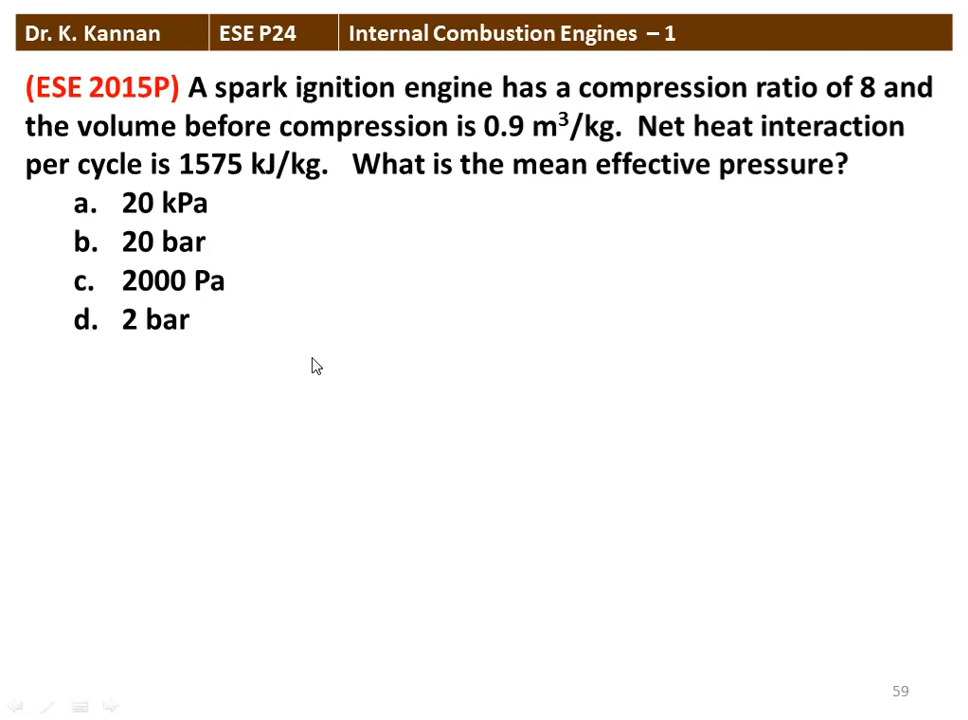 Dr. K. Kannan ESE P24 Internal Combustion Engines – 1
(ESE 2015P) A spark ignition engine has a compression ratio of 8 and
the volume before compression is 0.9 m³/kg. Net heat interaction
per cycle is 1575 kJ/kg. What is the mean effective pressure?
a. 20 kPa
b. 20 bar
c. 2000 Pa
d. 2 bar
59